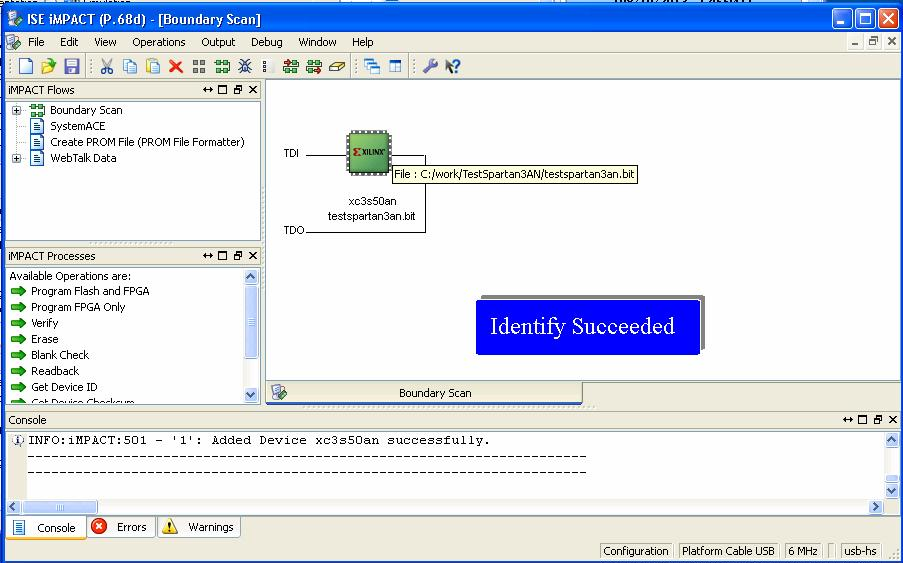 ISE iMPACT (P.68d) - [Boundary Scan]
File Edit View Operations Output Debug Window Help
iMPACT Flows
Boundary Scan
SystemACE
Create PROM File (PROM File Formatter)
WebTalk Data
TDI
XILINX
File : C:/work/TestSpartan3AN/testspartan3an.bit
xc3s50an
testspartan3an.bit
TDO
iMPACT Processes
Available Operations are:
Program Flash and FPGA
Program FPGA Only
Verify
Erase
Blank Check
Readback
Get Device ID
Get Device Checksum
Identify Succeeded
Boundary Scan
Console
INFO:iMPACT:501 - '1': Added Device xc3s50an successfully.
----------------------------------------------------------------------
----------------------------------------------------------------------
Console Errors Warnings
Configuration Platform Cable USB 6 MHz usb-hs